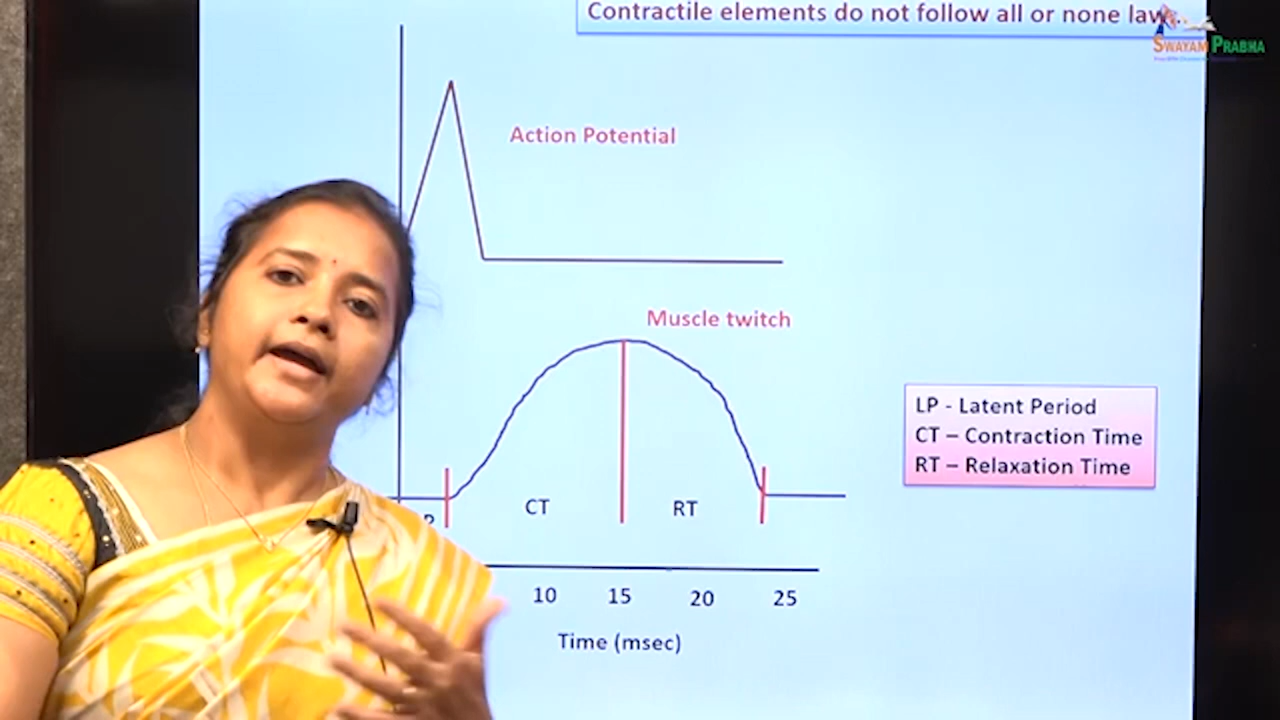 Contractile elements do not follow all or none law
SWAYAM PRABHA
Action Potential
Muscle twitch
LP - Latent Period
CT – Contraction Time
RT – Relaxation Time
CT
RT
10 15 20 25
Time (msec)